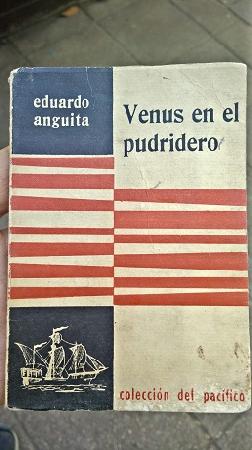 eduardo
anguita
Venus en el
pudridero
colección del pacífico